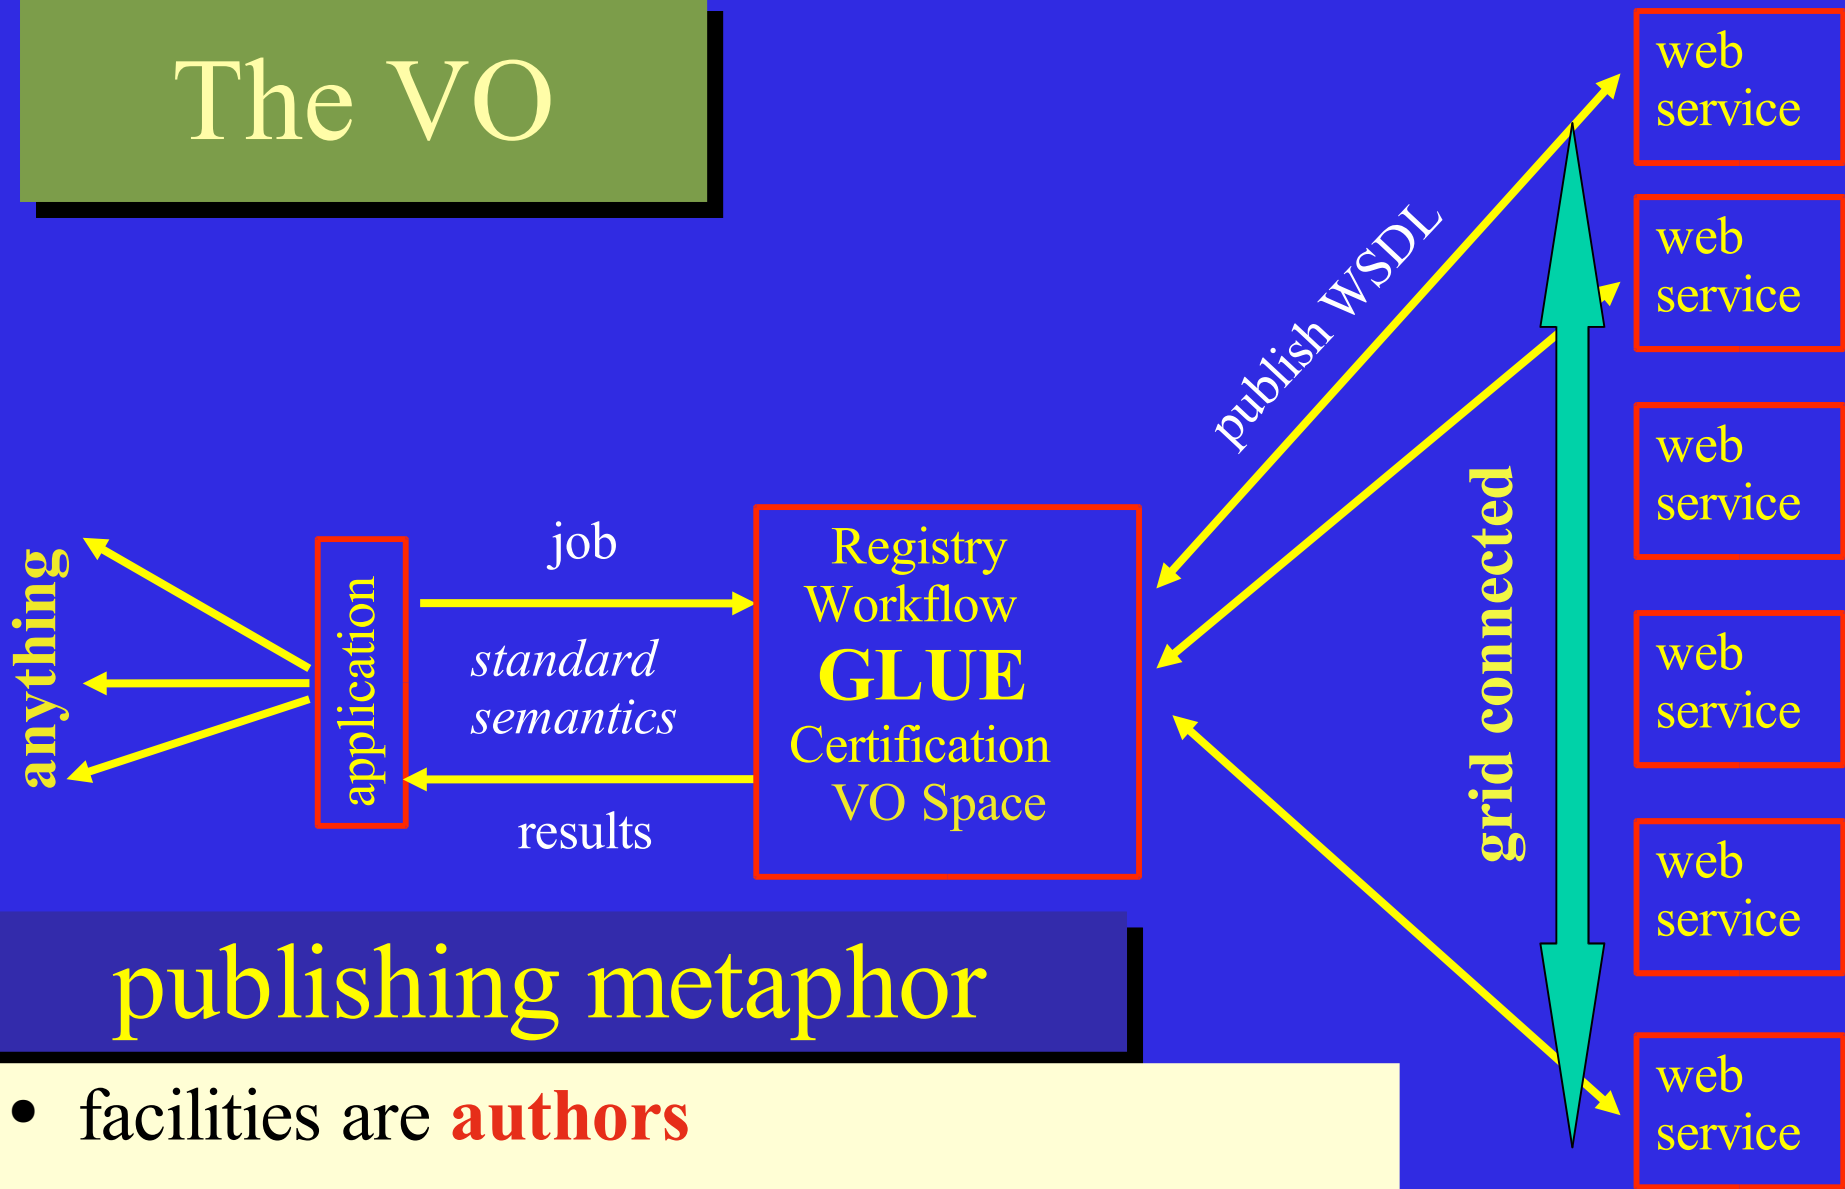 The VO
web
service
web
service
publish WSDL
web
service
grid connected
anything
application
job
standard
semantics
results
Registry
Workflow
GLUE
Certification
VO Space
web
service
web
service
web
service
publishing metaphor
• facilities are authors